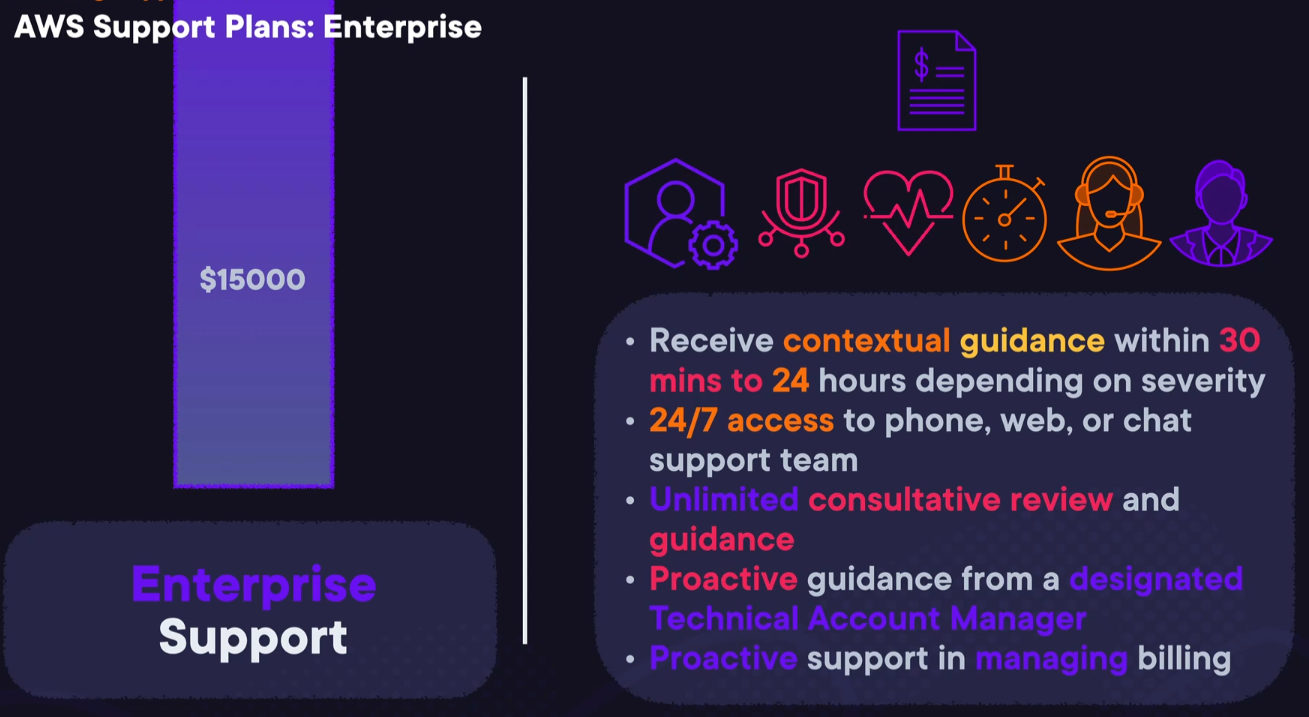 AWS Support Plans: Enterprise
$15000
Enterprise
Support
$
• Receive contextual guidance within 30
mins to 24 hours depending on severity
• 24/7 access to phone, web, or chat
support team
• Unlimited consultative review and
guidance
• Proactive guidance from a designated
Technical Account Manager
• Proactive support in managing billing